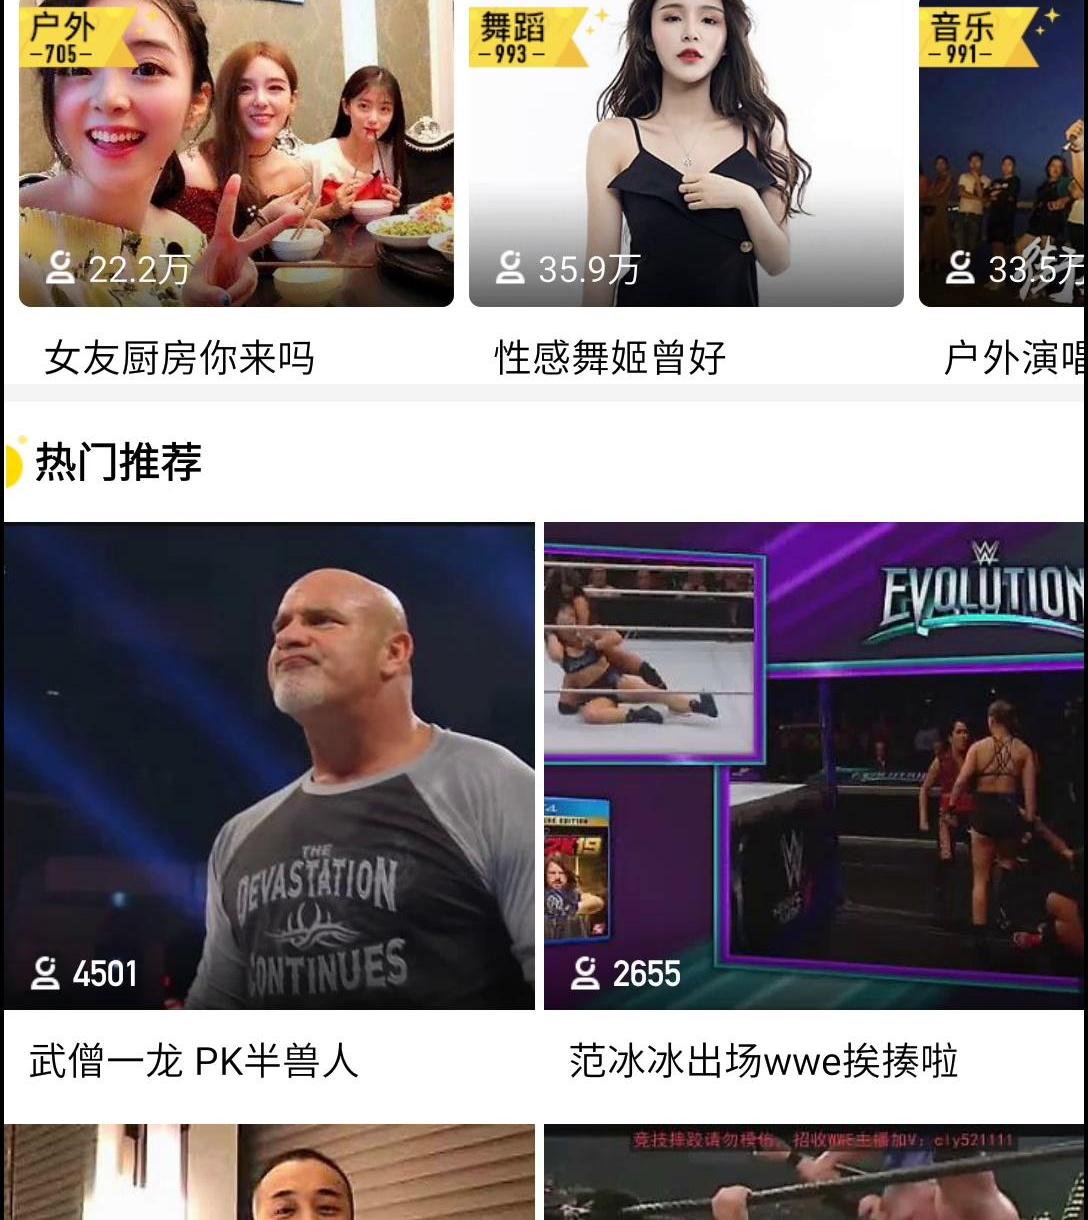 户外
-705-
舞蹈
-993-
音乐
-991-
22.2万
35.9万
33.5万
女友厨房你来吗
性感舞姬曾好
户外演唱
热门推荐
THE
DEVASTATION
CONTINUES
W
EVOLUTION
2K19
4501
2655
武僧一龙 PK半兽人
范冰冰出场wwe挨揍啦
竞技摔跤请勿模仿，招收WWE主播加V：cly521111